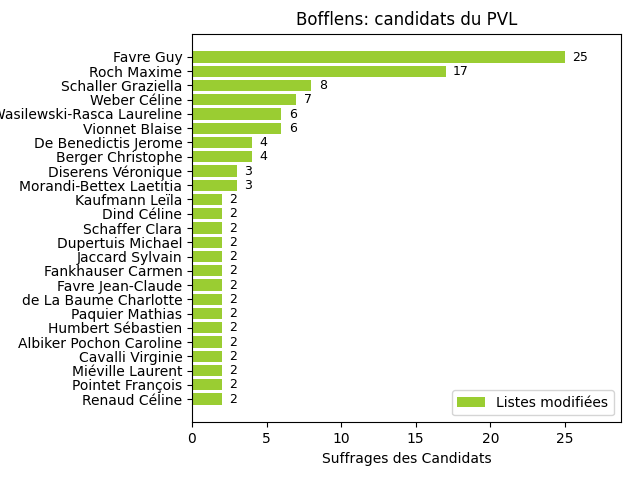 Bofflens: candidats du PVL
Favre Guy 25
Roch Maxime 17
Schaller Graziella 8
Weber Céline 7
Wasilewski-Rasca Laureline 6
Vionnet Blaise 6
De Benedictis Jerome 4
Berger Christophe 4
Diserens Véronique 3
Morandi-Bettex Laetitia 3
Kaufmann Leïla 2
Dind Céline 2
Schaffer Clara 2
Dupertuis Michael 2
Jaccard Sylvain 2
Fankhauser Carmen 2
Favre Jean-Claude 2
de La Baume Charlotte 2
Paquier Mathias 2
Humbert Sébastien 2
Albiker Pochon Caroline 2
Cavalli Virginie 2
Miéville Laurent 2
Pointet François 2
Renaud Céline 2
Listes modifiées
0 5 10 15 20 25
Suffrages des Candidats